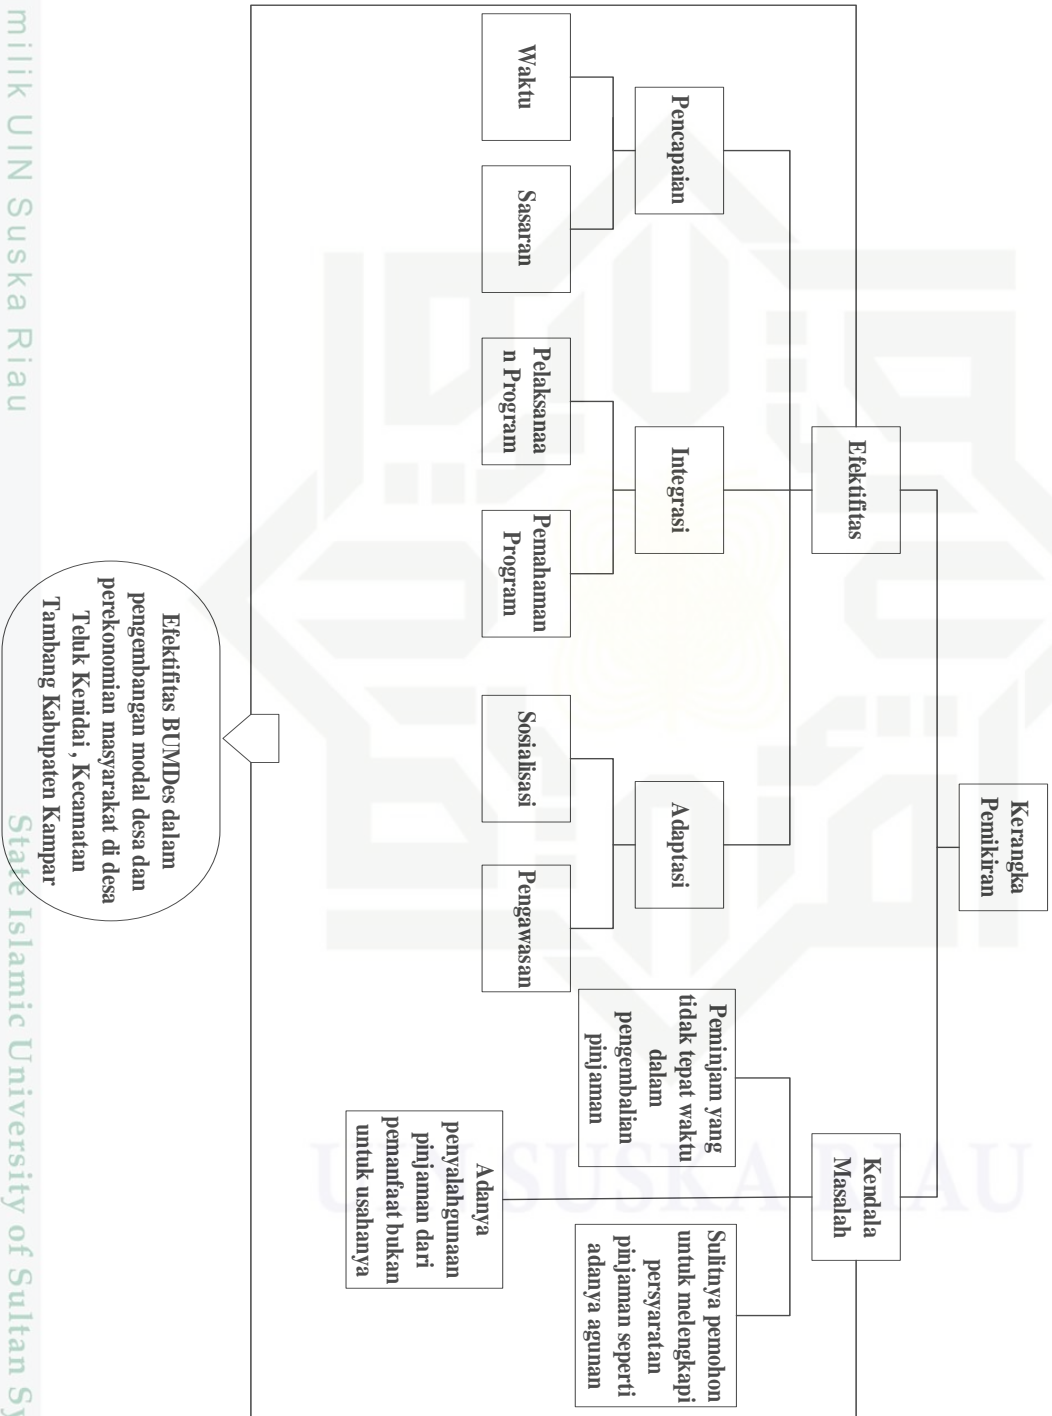 Kerangka
Pemikiran
Efektifitas
Kendala
Masalah
Pencapaian
Integrasi
Adaptasi
Waktu
Sasaran
Pelaksanaa
n Program
Pemahaman
Program
Sosialisasi
Pengawasan
Peminjam yang
tidak tepat waktu
dalam
pengembalian
pinjaman
Adanya
penyalahgunaan
pinjaman dari
pemanfaat bukan
untuk usahanya
Sulitnya pemohon
untuk melengkapi
persyaratan
pinjaman seperti
adanya agunan
Efektifitas BUMDes dalam
pengembangan modal desa dan
perekonomian masyarakat di desa
Teluk Kenidai , Kecamatan
Tambang Kabupaten Kampar
UIN SUSKA RIAU
milik UIN Suska Riau
State Islamic University of Sultan Sy